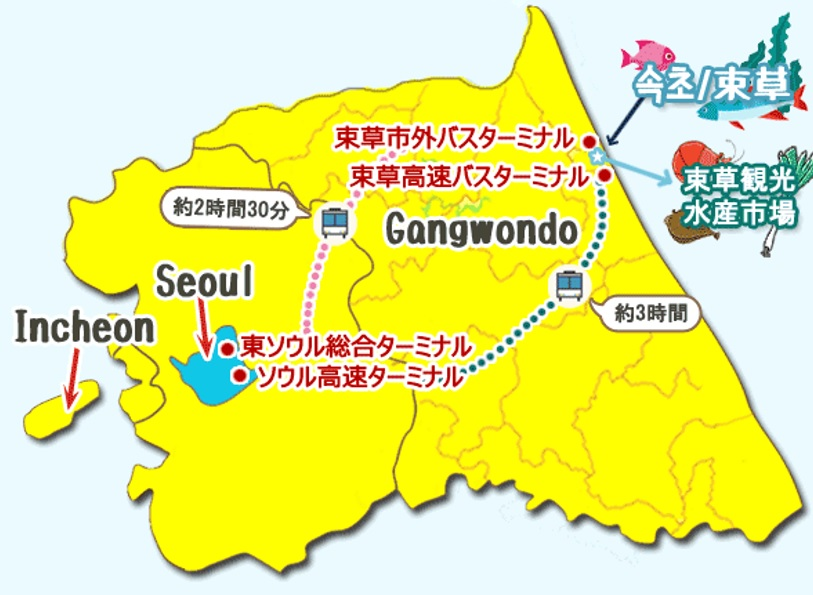 속초/束草
束草市外バスターミナル
束草高速バスターミナル
束草観光
水産市場
約2時間30分
Gangwondo
Seoul
Incheon
約3時間
東ソウル総合ターミナル
ソウル高速ターミナル